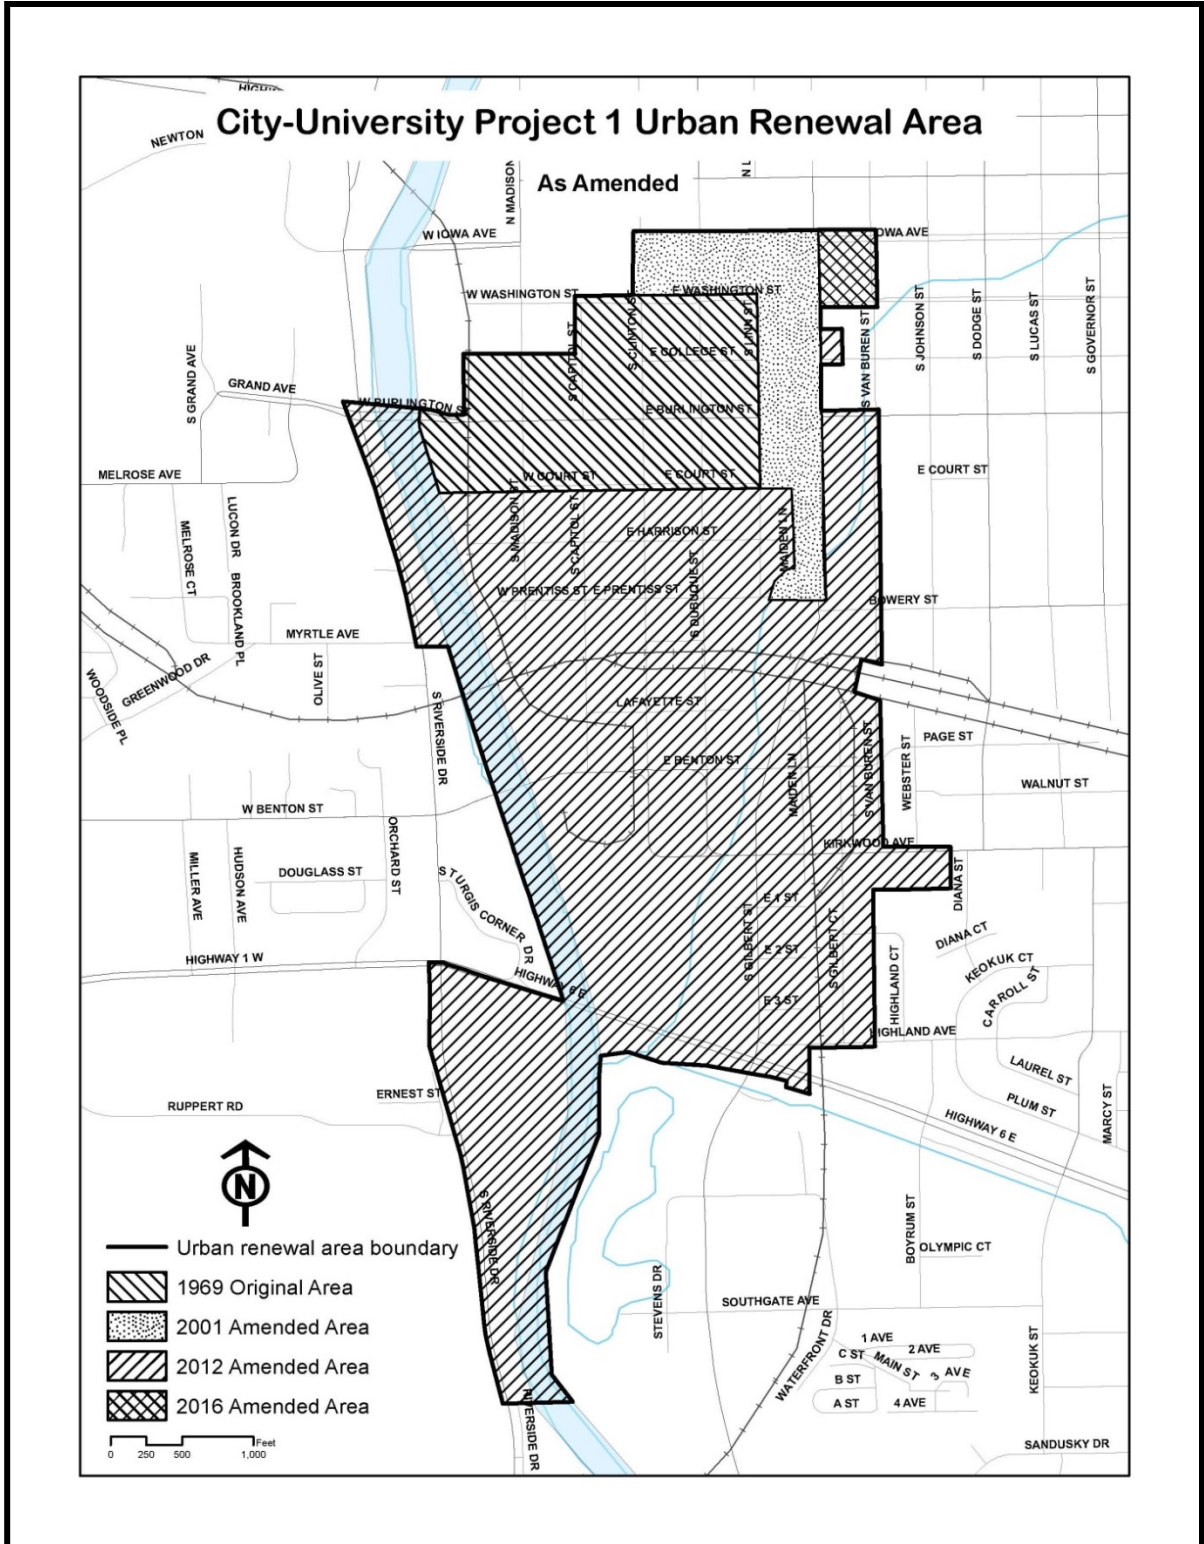 City-University Project 1 Urban Renewal Area
As Amended
NEWTON
N MADISON
W IOWA AVE
OWA AVE
W WASHINGTON ST
E WASHINGTON ST
S CAPITOL ST
S CLINTON ST
S LINN ST
E COLLEGE ST
S VAN BUREN ST
S JOHNSON ST
S DODGE ST
S LUCAS ST
S GOVERNOR ST
S GRAND AVE
GRAND AVE
W BURLINGTON ST
E BURLINGTON ST
MELROSE AVE
W COURT ST
E COURT ST
E COURT ST
LUCON DR
MELROSE CT
BROOKLAND PL
S MADISON ST
S CAPITOL ST
E HARRISON ST
MAIDEN LN
W PRENTISS ST
E PRENTISS ST
S DUBUQUE ST
BOWERY ST
MYRTLE AVE
GREENWOOD DR
WOODSIDE PL
OLIVE ST
S RIVERSIDE DR
LAFAYETTE ST
E BENTON ST
MAIDEN LN
S VAN BUREN ST
WEBSTER ST
PAGE ST
WALNUT ST
W BENTON ST
ORCHARD ST
KIRKWOOD AVE
MILLER AVE
HUDSON AVE
DOUGLASS ST
STURGIS CORNER DR
DIANA ST
E 1 ST
S GILBERT ST
E 2 ST
S GILBERT CT
DIANA CT
HIGHLAND CT
KEOKUK CT
CARROLL ST
HIGHWAY 1 W
HIGHWAY 6 E
E 3 ST
HIGHLAND AVE
LAUREL ST
PLUM ST
MARCY ST
ERNEST ST
RUPPERT RD
HIGHWAY 6 E
N
S RIVERSIDE DR
BOYRUM ST
OLYMPIC CT
Urban renewal area boundary
1969 Original Area
2001 Amended Area
2012 Amended Area
2016 Amended Area
STEVENS DR
SOUTHGATE AVE
WATERFRONT DR
1 AVE
2 AVE
C ST
MAIN ST
3 AVE
B ST
A ST
4 AVE
KEOKUK ST
RIVERSIDE DR
SANDUSKY DR
Feet
0 250 500 1,000